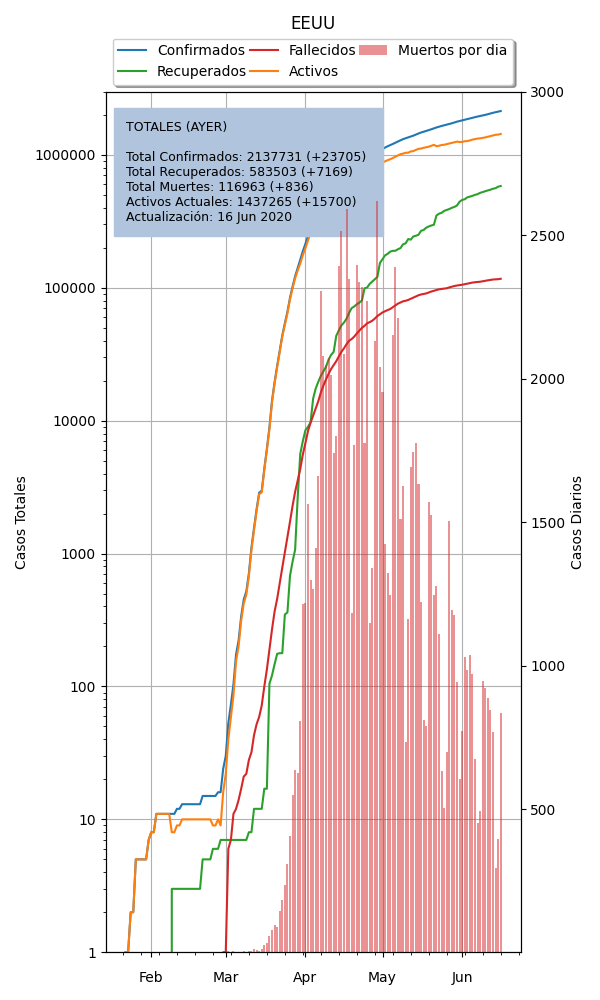 EEUU
Confirmados Fallecidos Muertos por dia
Recuperados Activos
TOTALES (AYER)
Total Confirmados: 2137731 (+23705)
Total Recuperados: 583503 (+7169)
Total Muertes: 116963 (+836)
Activos Actuales: 1437265 (+15700)
Actualización: 16 Jun 2020
Casos Totales
1000000
100000
10000
1000
100
10
1
3000
2500
2000
1500
1000
500
Casos Diarios
Feb Mar Apr May Jun